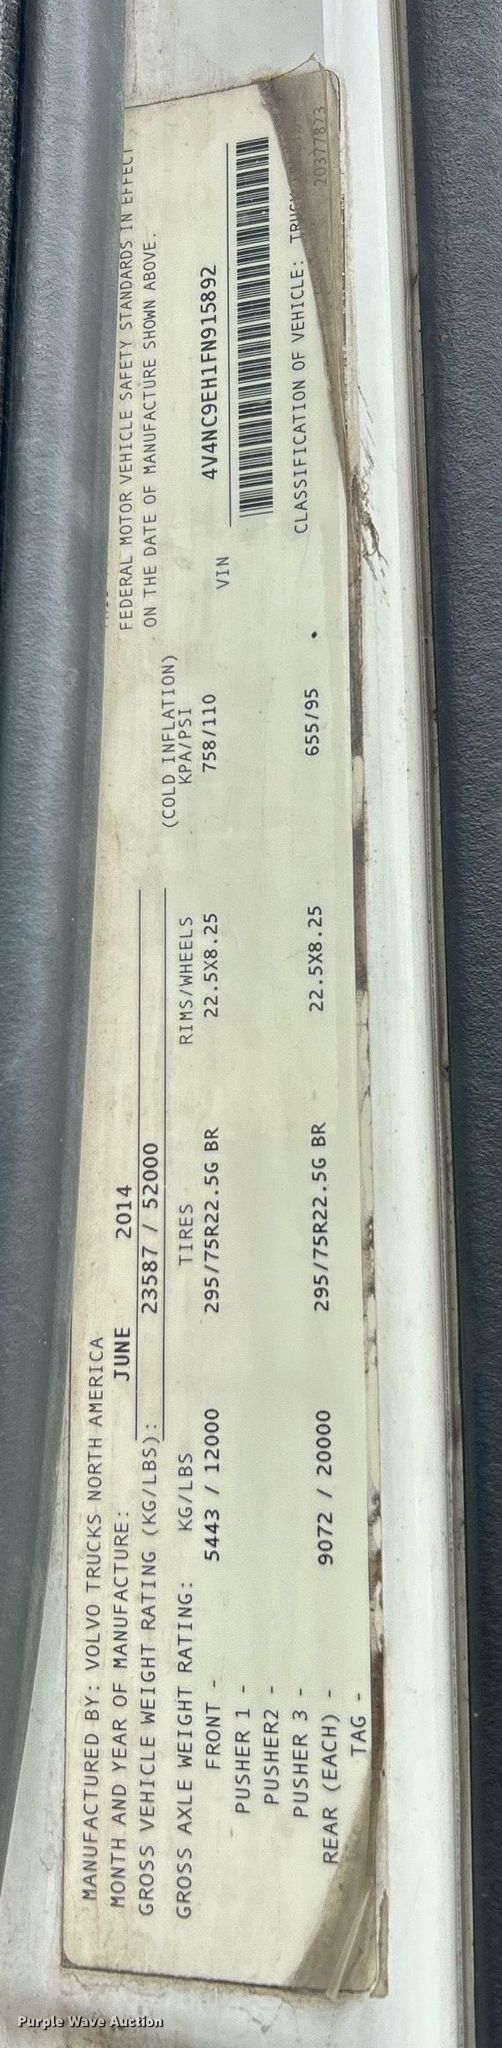 MANUFACTURED BY: VOLVO TRUCKS NORTH AMERICA
MONTH AND YEAR OF MANUFACTURE: JUNE 2014
GROSS VEHICLE WEIGHT RATING (KG/LBS): 23587 / 52000
(COLD INFLATION)
GROSS AXLE WEIGHT RATING: KG/LBS TIRES RIMS/WHEELS KPA/PSI
FRONT - 5443 / 12000 295/75R22.5G BR 22.5X8.25 758/110
PUSHER 1 -
PUSHER2 -
PUSHER 3 -
REAR (EACH) - 9072 / 20000 295/75R22.5G BR 22.5X8.25 655/95
TAG -
FEDERAL MOTOR VEHICLE SAFETY STANDARDS IN EFFECT
ON THE DATE OF MANUFACTURE SHOWN ABOVE.
VIN 4V4NC9EH1FN915892
CLASSIFICATION OF VEHICLE: TRUCK
20377823
Purple Wave Auction